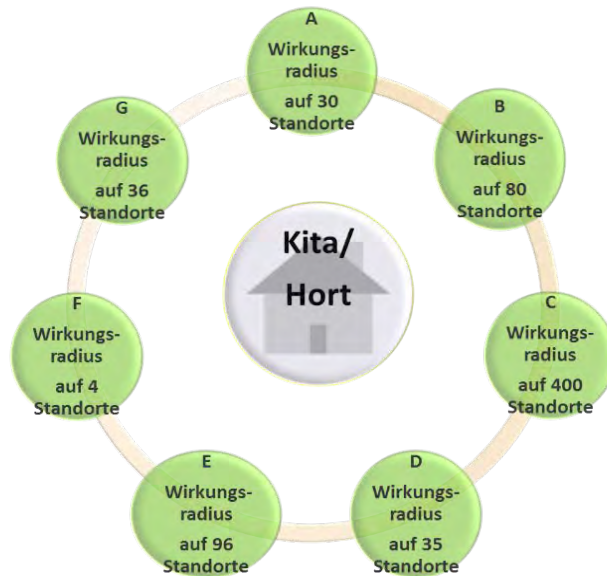 A
Wirkungs-
radius
auf 30
Standorte
B
Wirkungs-
radius
auf 80
Standorte
C
Wirkungs-
radius
auf 400
Standorte
D
Wirkungs-
radius
auf 35
Standorte
E
Wirkungs-
radius
auf 96
Standorte
F
Wirkungs-
radius
auf 4
Standorte
G
Wirkungs-
radius
auf 36
Standorte
Kita/
Hort